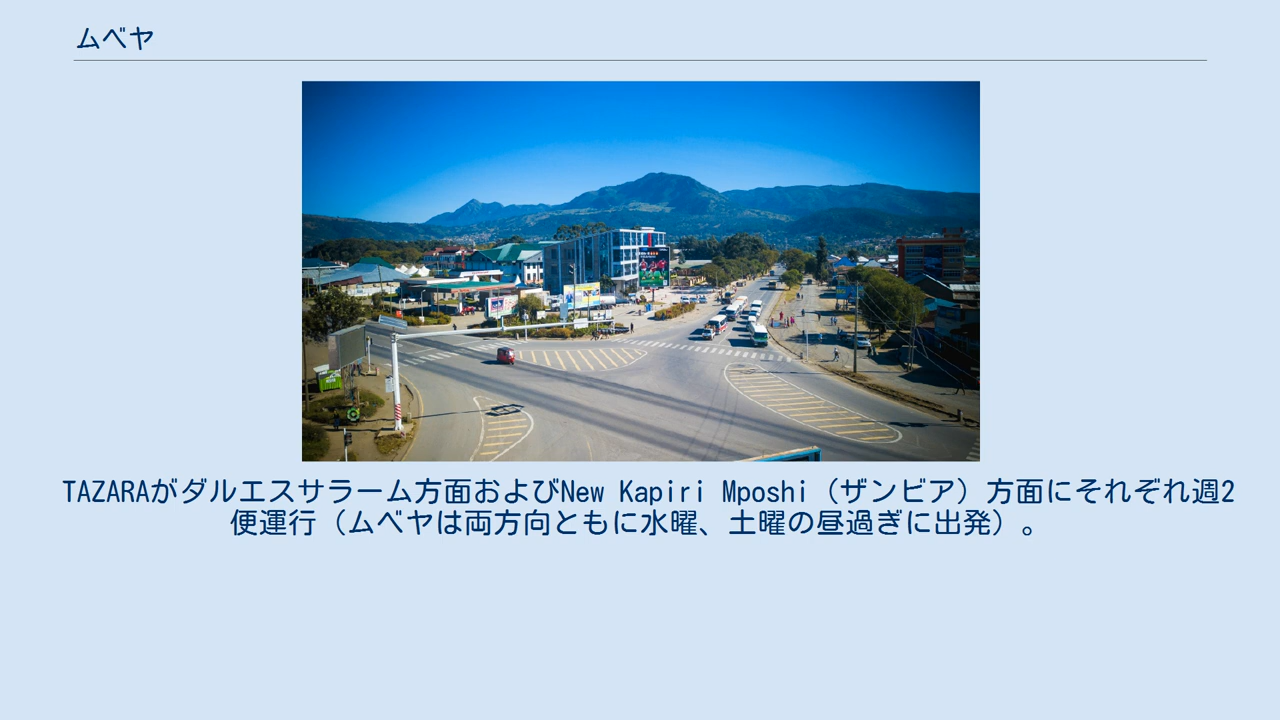 ムベヤ
TAZARAがダルエスサラーム方面およびNew Kapiri Mposhi（ザンビア）方面にそれぞれ週2
便運行（ムベヤは両方向ともに水曜、土曜の昼過ぎに出発）。